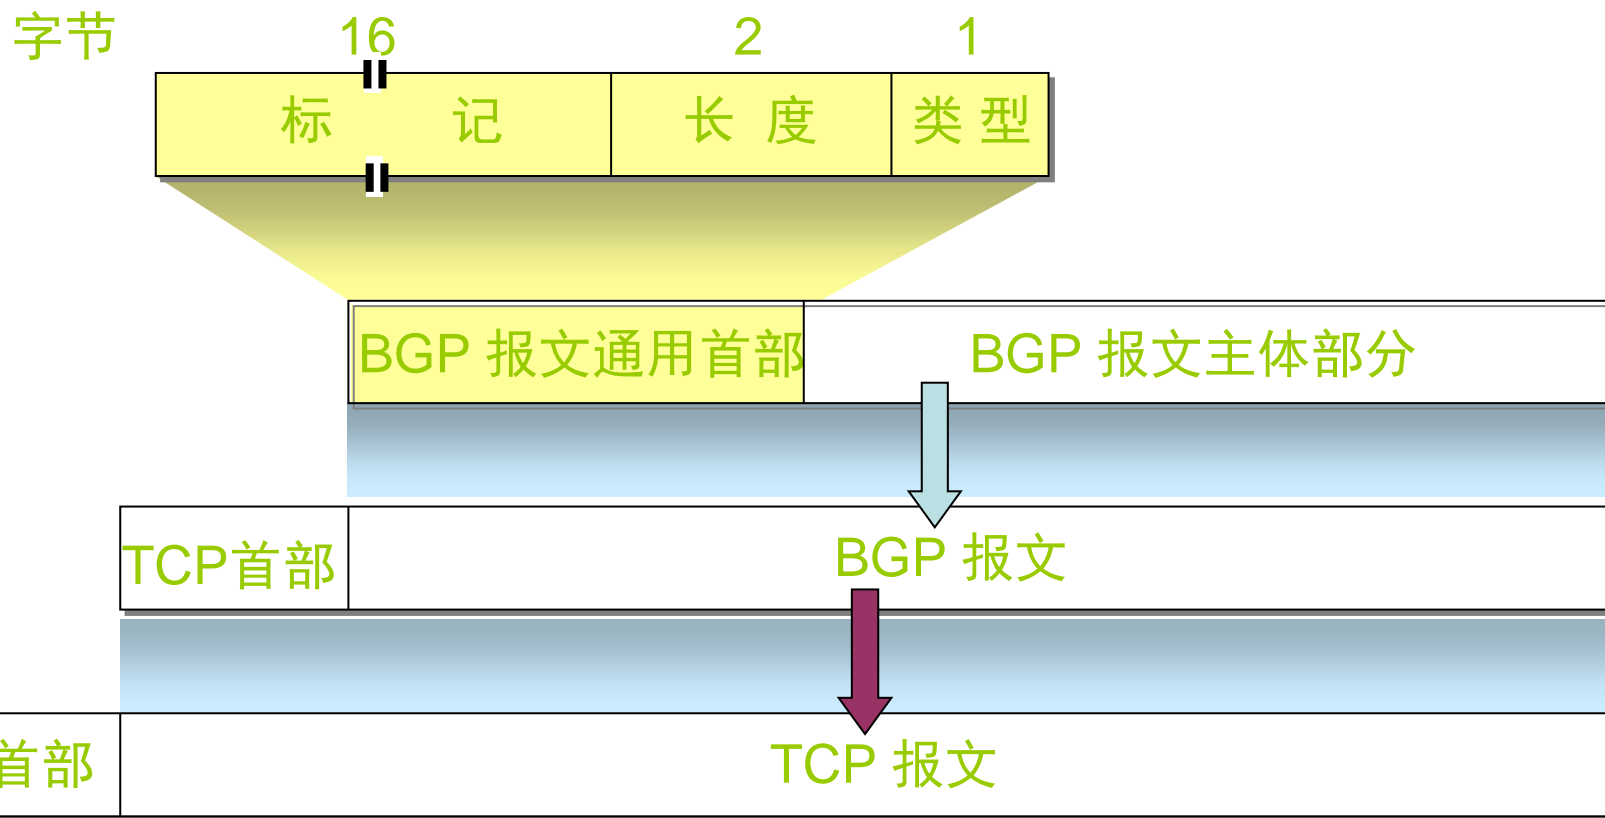 字节 16 2 1
标 记 长 度 类 型
BGP 报文通用首部 BGP 报文主体部分
TCP首部 BGP 报文
首部 TCP 报文